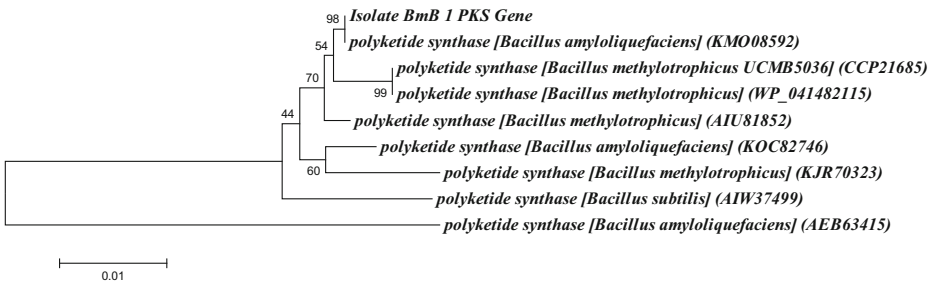 98
Isolate BmB 1 PKS Gene
54
polyketide synthase [Bacillus amyloliquefaciens] (KMO08592)
polyketide synthase [Bacillus methylotrophicus UCMB5036] (CCP21685)
70
99
polyketide synthase [Bacillus methylotrophicus] (WP_041482115)
44
polyketide synthase [Bacillus methylotrophicus] (AIU81852)
polyketide synthase [Bacillus amyloliquefaciens] (KOC82746)
60
polyketide synthase [Bacillus methylotrophicus] (KJR70323)
polyketide synthase [Bacillus subtilis] (AIW37499)
polyketide synthase [Bacillus amyloliquefaciens] (AEB63415)
0.01